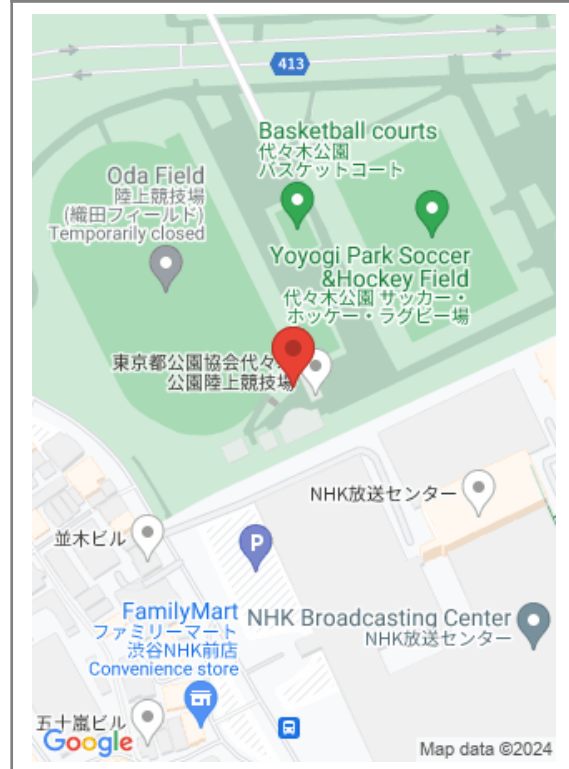 413
Basketball courts
代々木公園
バスケットコート
Oda Field
陸上競技場
(織田フィールド)
Temporarily closed
Yoyogi Park Soccer
&Hockey Field
代々木公園 サッカー・
ホッケー・ラグビー場
東京都公園協会代々
公園陸上競技場
NHK放送センター
並木ビル
P
FamilyMart
ファミリーマート
渋谷NHK前店
Convenience store
NHK Broadcasting Center
NHK放送センター
五十嵐ビル
Google
Map data ©2024